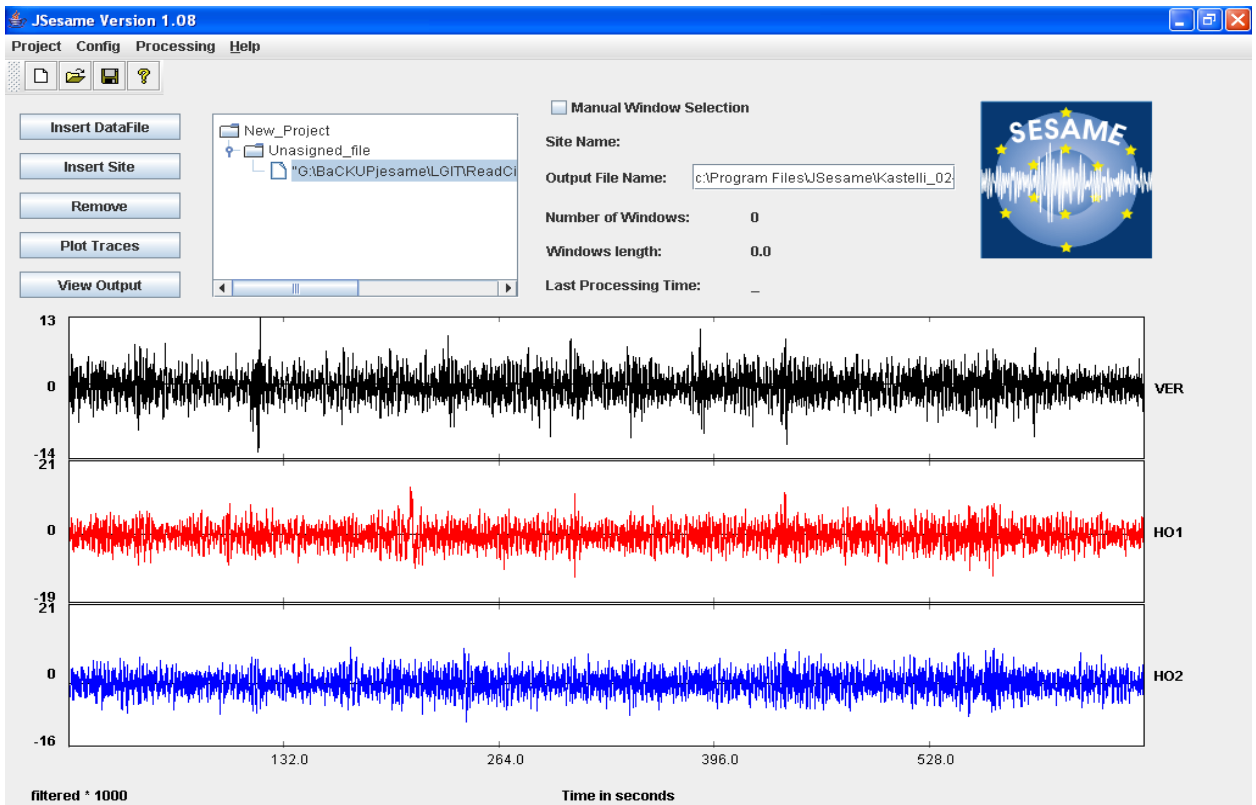 JSesame Version 1.08
Project Config Processing Help
Insert DataFile
Insert Site
Remove
Plot Traces
View Output
New_Project
Unasigned_file
"G:\BaCKUPjesame\LGIT\ReadCi
Manual Window Selection
Site Name:
Output File Name: c:\Program Files\JSesame\Kastelli_02-
Number of Windows: 0
Windows length: 0.0
Last Processing Time: _
SESAME
13
0
-14
VER
21
0
-19
HO1
21
0
-16
HO2
132.0 264.0 396.0 528.0
filtered * 1000 Time in seconds